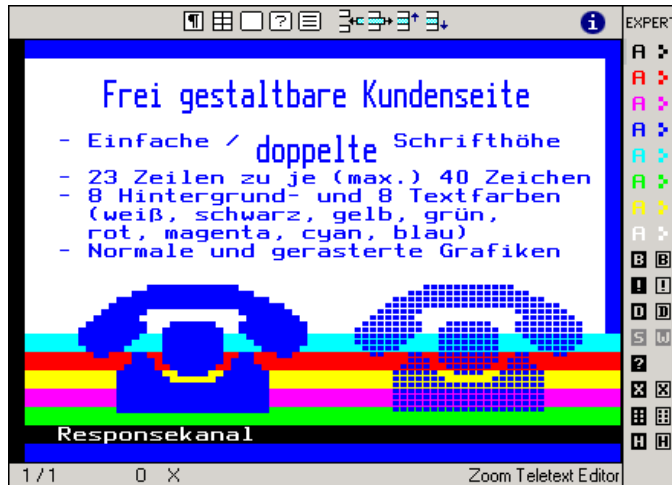 EXPERT
Frei gestaltbare Kundenseite
- Einfache / doppelte Schrifthöhe
- 23 Zeilen zu je (max.) 40 Zeichen
- 8 Hintergrund- und 8 Textfarben
(weiß, schwarz, gelb, grün,
rot, magenta, cyan, blau)
- Normale und gerasterte Grafiken
Responsekanal
1/1 0 X Zoom Teletext Editor
A
A
A
A
A
A
A
A
B B
! !
D D
S W
?
X X
H H